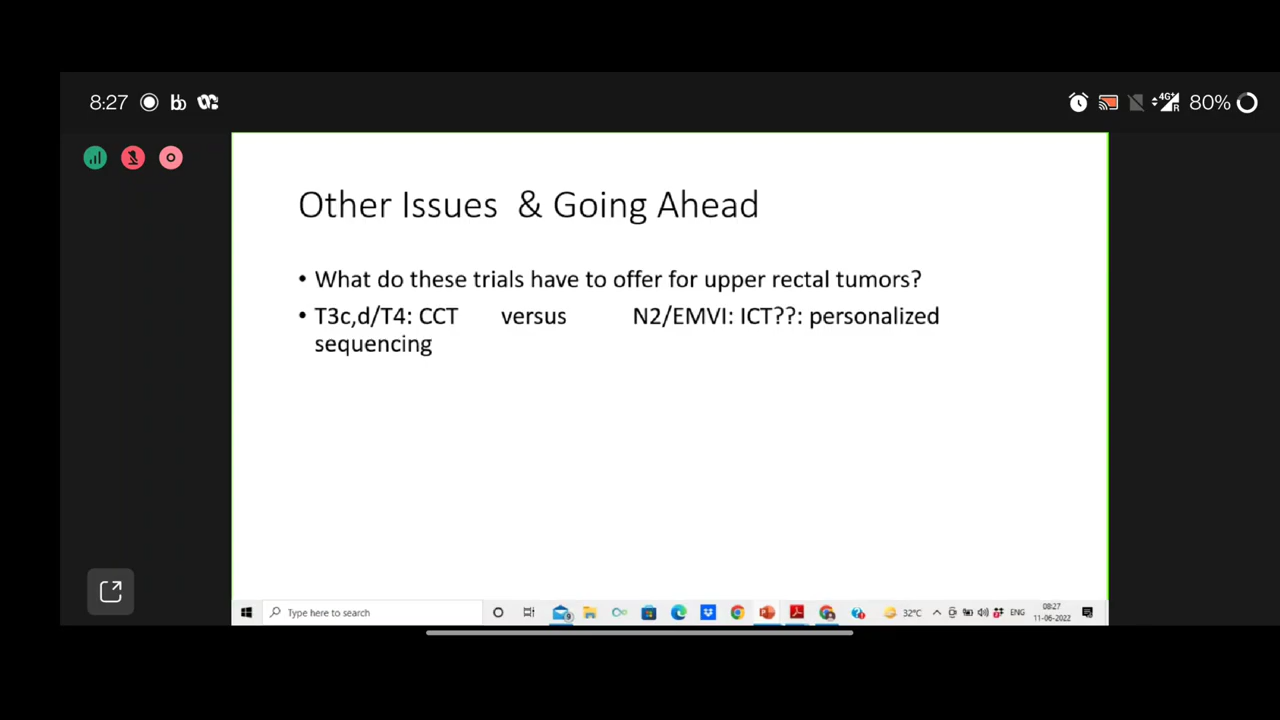 8:27
4G+
R
80%
Other Issues & Going Ahead
• What do these trials have to offer for upper rectal tumors?
• T3c,d/T4: CCT versus N2/EMVI: ICT??: personalized
sequencing
Type here to search
32°C
ENG
08:27
11-06-2022